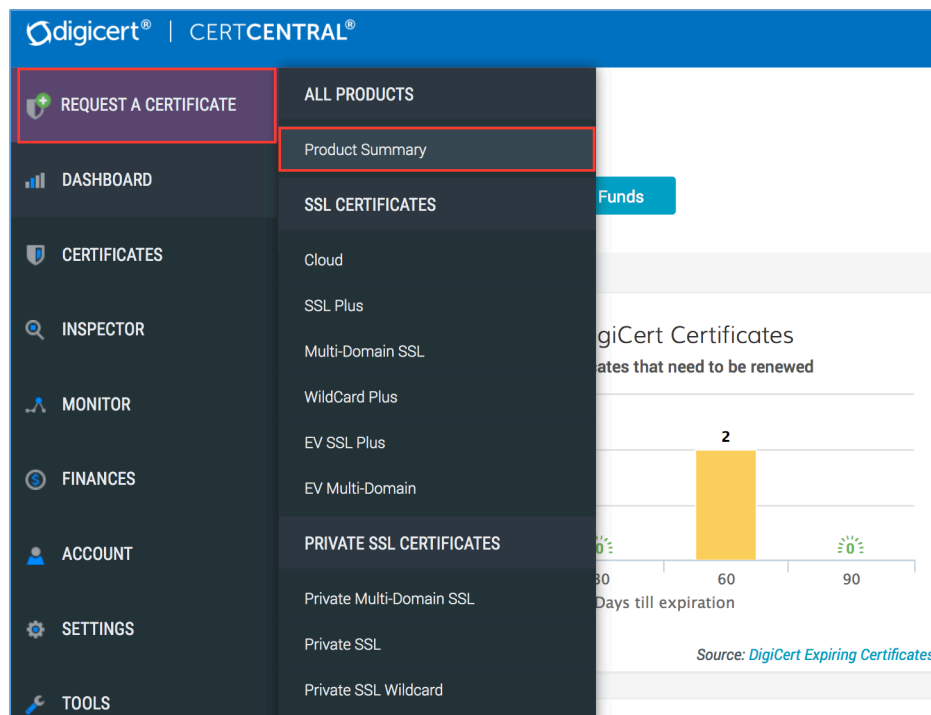 digicert® | CERTCENTRAL®
REQUEST A CERTIFICATE
DASHBOARD
CERTIFICATES
INSPECTOR
MONITOR
FINANCES
ACCOUNT
SETTINGS
TOOLS
ALL PRODUCTS
Product Summary
SSL CERTIFICATES
Cloud
SSL Plus
Multi-Domain SSL
WildCard Plus
EV SSL Plus
EV Multi-Domain
PRIVATE SSL CERTIFICATES
Private Multi-Domain SSL
Private SSL
Private SSL Wildcard
Funds
giCert Certificates
ates that need to be renewed
2
0 0
30 60 90
Days till expiration
Source: DigiCert Expiring Certificates